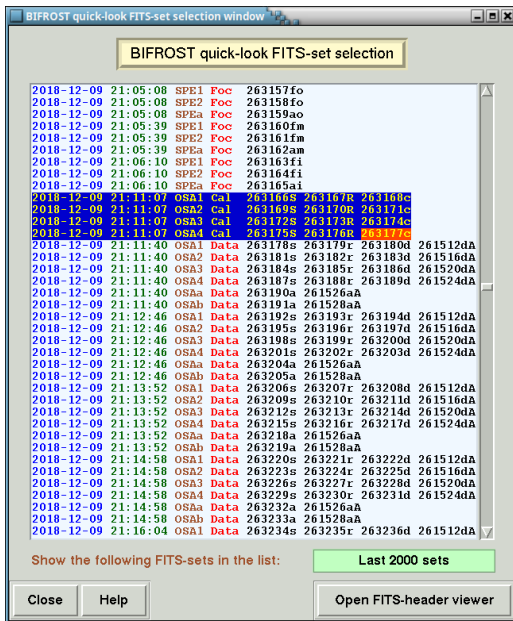 BIFROST quick-look FITS-set selection window
BIFROST quick-look FITS-set selection
2018-12-09 21:05:08 SPE1 Foc 263157fo
2018-12-09 21:05:08 SPE2 Foc 263158fo
2018-12-09 21:05:08 SPEa Foc 263159ao
2018-12-09 21:05:39 SPE1 Foc 263160fm
2018-12-09 21:05:39 SPE2 Foc 263161fm
2018-12-09 21:05:39 SPEa Foc 263162am
2018-12-09 21:06:10 SPE1 Foc 263163fi
2018-12-09 21:06:10 SPE2 Foc 263164fi
2018-12-09 21:06:10 SPEa Foc 263165ai
2018-12-09 21:11:07 OSA1 Cal 263166S 263167R 263168c
2018-12-09 21:11:07 OSA2 Cal 263169S 263170R 263171c
2018-12-09 21:11:07 OSA3 Cal 263172S 263173R 263174c
2018-12-09 21:11:07 OSA4 Cal 263175S 263176R 263177c
2018-12-09 21:11:40 OSA1 Data 263178s 263179r 263180d 261512dA
2018-12-09 21:11:40 OSA2 Data 263181s 263182r 263183d 261516dA
2018-12-09 21:11:40 OSA3 Data 263184s 263185r 263186d 261520dA
2018-12-09 21:11:40 OSA4 Data 263187s 263188r 263189d 261524dA
2018-12-09 21:11:40 OSAa Data 263190a 261526aA
2018-12-09 21:11:40 OSAb Data 263191a 261528aA
2018-12-09 21:12:46 OSA1 Data 263192s 263193r 263194d 261512dA
2018-12-09 21:12:46 OSA2 Data 263195s 263196r 263197d 261516dA
2018-12-09 21:12:46 OSA3 Data 263198s 263199r 263200d 261520dA
2018-12-09 21:12:46 OSA4 Data 263201s 263202r 263203d 261524dA
2018-12-09 21:12:46 OSAa Data 263204a 261526aA
2018-12-09 21:12:46 OSAb Data 263205a 261528aA
2018-12-09 21:13:52 OSA1 Data 263206s 263207r 263208d 261512dA
2018-12-09 21:13:52 OSA2 Data 263209s 263210r 263211d 261516dA
2018-12-09 21:13:52 OSA3 Data 263212s 263213r 263214d 261520dA
2018-12-09 21:13:52 OSA4 Data 263215s 263216r 263217d 261524dA
2018-12-09 21:13:52 OSAa Data 263218a 261526aA
2018-12-09 21:13:52 OSAb Data 263219a 261528aA
2018-12-09 21:14:58 OSA1 Data 263220s 263221r 263222d 261512dA
2018-12-09 21:14:58 OSA2 Data 263223s 263224r 263225d 261516dA
2018-12-09 21:14:58 OSA3 Data 263226s 263227r 263228d 261520dA
2018-12-09 21:14:58 OSA4 Data 263229s 263230r 263231d 261524dA
2018-12-09 21:14:58 OSAa Data 263232a 261526aA
2018-12-09 21:14:58 OSAb Data 263233a 261528aA
2018-12-09 21:16:04 OSA1 Data 263234s 263235r 263236d 261512dA
Show the following FITS-sets in the list: Last 2000 sets
Close Help Open FITS-header viewer